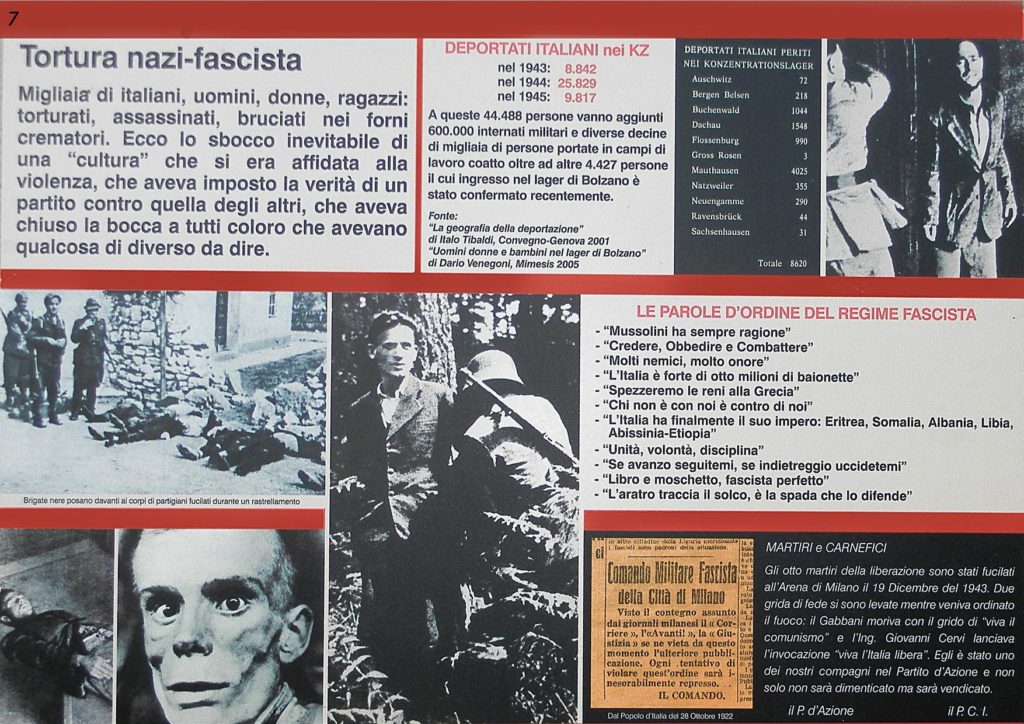 7
Tortura nazi-fascista
Migliaia di italiani, uomini, donne, ragazzi:
torturati, assassinati, bruciati nei forni
crematori. Ecco lo sbocco inevitabile di
una “cultura” che si era affidata alla
violenza, che aveva imposto la verità di un
partito contro quella degli altri, che aveva
chiuso la bocca a tutti coloro che avevano
qualcosa di diverso da dire.
DEPORTATI ITALIANI nei KZ
nel 1943: 8.842
nel 1944: 25.829
nel 1945: 9.817
A queste 44.488 persone vanno aggiunti
600.000 internati militari e diverse decine
di migliaia di persone portate in campi di
lavoro coatto oltre ad altre 4.427 persone
il cui ingresso nel lager di Bolzano è
stato confermato recentemente.
Fonte:
"La geografia della deportazione"
di Italo Tibaldi, Convegno-Genova 2001
"Uomini donne e bambini nel lager di Bolzano"
di Dario Venegoni, Mimesis 2005
DEPORTATI ITALIANI PERITI
NEI KONZENTRATIONSLAGER
Auschwitz 72
Bergen Belsen 218
Buchenwald 1044
Dachau 1548
Flossenburg 990
Gross Rosen 3
Mauthausen 4025
Natzweiler 355
Neuengamme 290
Ravensbrück 44
Sachsenhausen 31
Totale 8620
Brigate nere posano davanti ai corpi di partigiani fucilati durante un rastrellamento
LE PAROLE D’ORDINE DEL REGIME FASCISTA
- “Mussolini ha sempre ragione”
- “Credere, Obbedire e Combattere”
- “Molti nemici, molto onore”
- “L’Italia è forte di otto milioni di baionette”
- “Spezzeremo le reni alla Grecia”
- “Chi non è con noi è contro di noi”
- “L’Italia ha finalmente il suo impero: Eritrea, Somalia, Albania, Libia,
Abissinia-Etiopia”
- “Unità, volontà, disciplina”
- “Se avanzo seguitemi, se indietreggio uccidetemi”
- “Libro e moschetto, fascista perfetto”
- “L’aratro traccia il solco, è la spada che lo difende”
in altre cittadine della Liguria meridionale
i fascisti sono padroni della situazione.
Comando Militare Fascista
della Città di Milano
Visto il contegno assunto
dai giornali milanesi il « Cor-
riere », l’«Avanti! », la « Giu-
stizia » se ne vieta da questo
momento l’ulteriore pubbli-
cazione. Ogni tentativo di
violare quest’ordine sarà i-
nesorabilmente represso.
IL COMANDO.
Dal Popolo d’Italia del 28 Ottobre 1922
MARTIRI e CARNEFICI
Gli otto martiri della liberazione sono stati fucilati
all’Arena di Milano il 19 Dicembre del 1943. Due
grida di fede si sono levate mentre veniva ordinato
il fuoco: il Gabbani moriva con il grido di “viva il
comunismo” e l’Ing. Giovanni Cervi lanciava
l’invocazione “viva l’Italia libera”. Egli è stato uno
dei nostri compagni nel Partito d’Azione e non
solo non sarà dimenticato ma sarà vendicato.
il P. d’Azione il P. C. I.